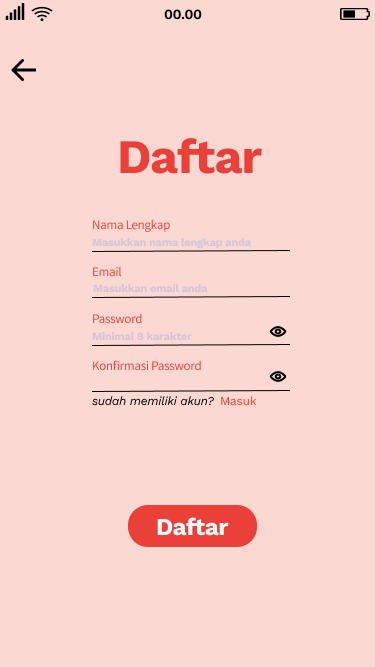 00.00
Daftar
Nama Lengkap
Masukkan nama lengkap anda
Email
Masukkan email anda
Password
Minimal 8 karakter
Konfirmasi Password
sudah memiliki akun? Masuk
Daftar